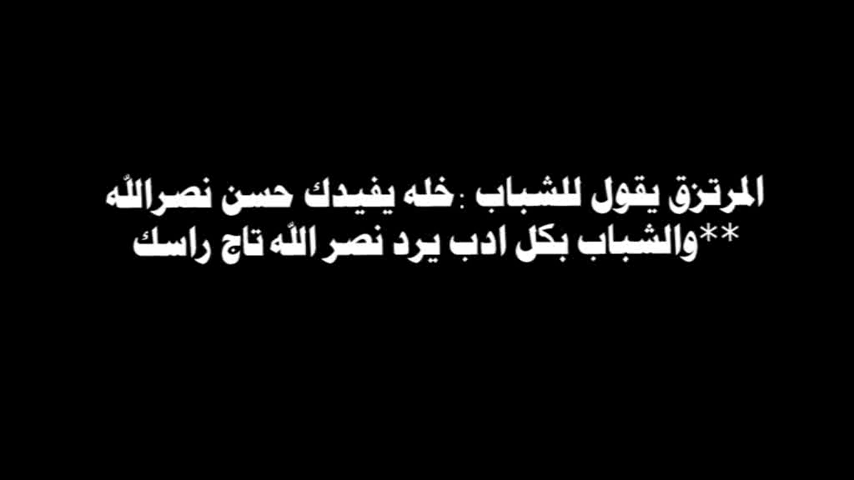 المرتزق يقول للشباب :خله يفيدك حسن نصرالله
**والشباب بكل ادب يرد نصر الله تاج راسك